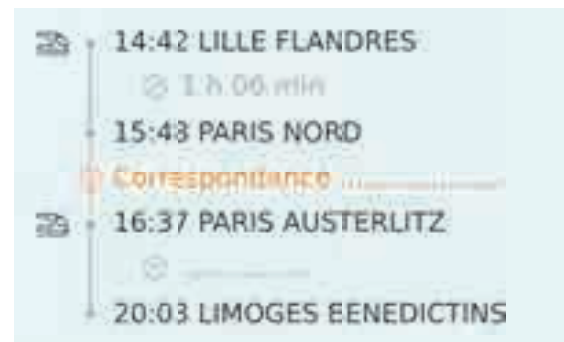 14:42 LILLE FLANDRES
1 h 06 min
15:48 PARIS NORD
Correspondance
16:37 PARIS AUSTERLITZ
20:03 LIMOGES BENEDICTINS